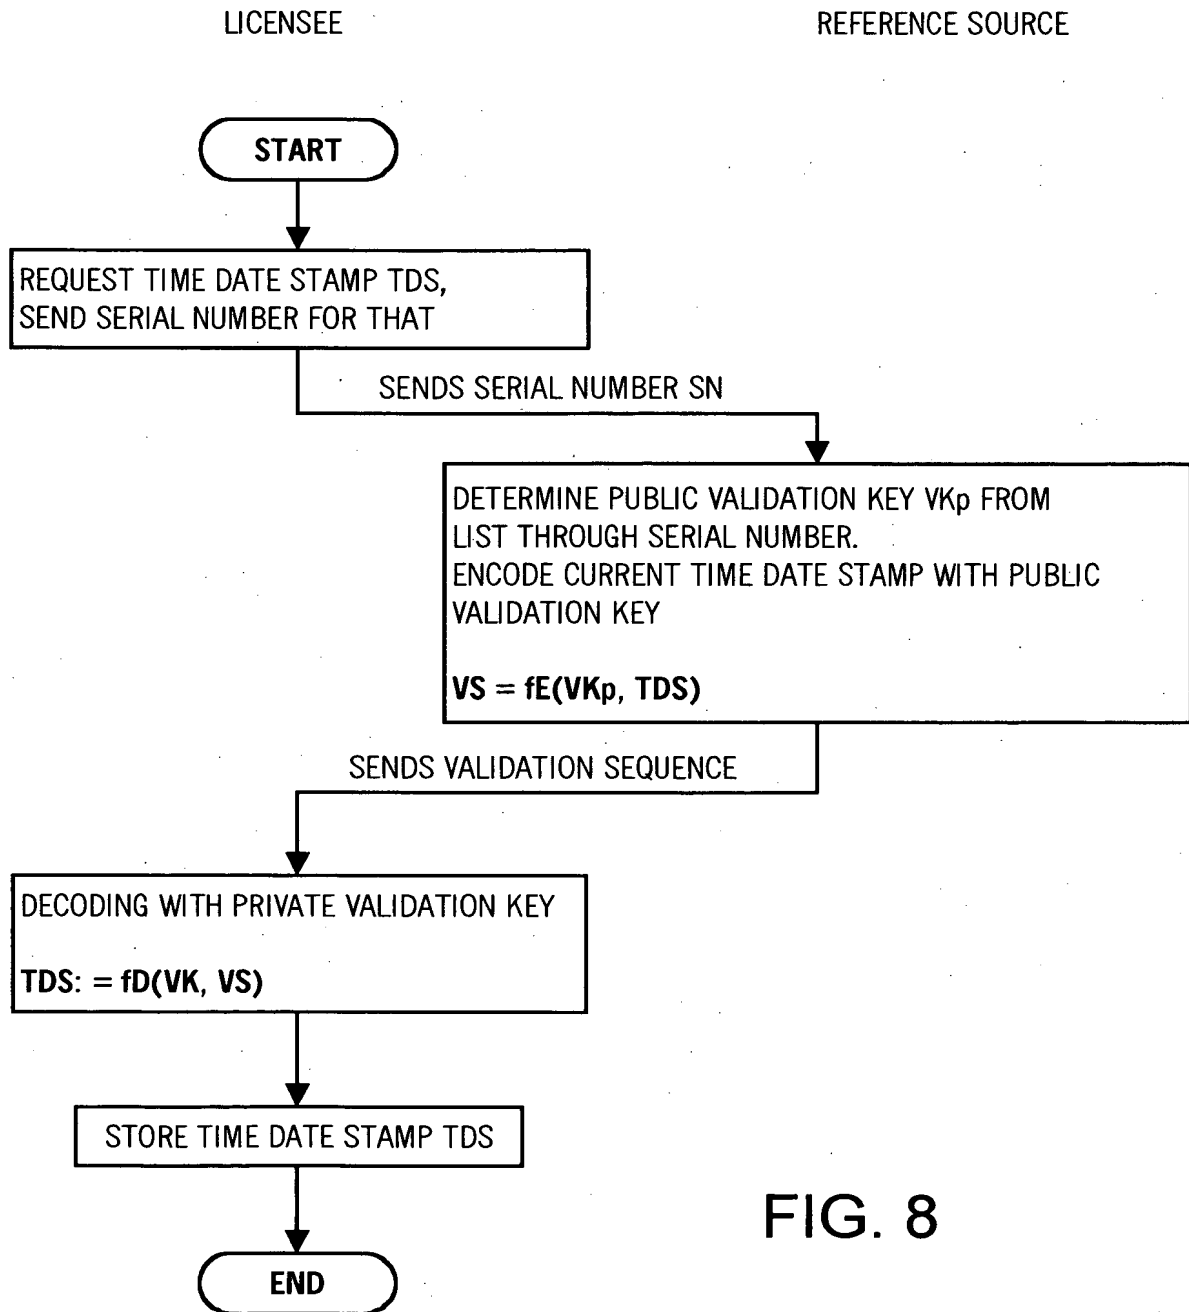 LICENSEE
REFERENCE SOURCE
START
REQUEST TIME DATE STAMP TDS,
SEND SERIAL NUMBER FOR THAT
SENDS SERIAL NUMBER SN
DETERMINE PUBLIC VALIDATION KEY VKp FROM
LIST THROUGH SERIAL NUMBER.
ENCODE CURRENT TIME DATE STAMP WITH PUBLIC
VALIDATION KEY
VS = fE(VKp, TDS)
SENDS VALIDATION SEQUENCE
DECODING WITH PRIVATE VALIDATION KEY
TDS: = fD(VK, VS)
STORE TIME DATE STAMP TDS
END
FIG. 8